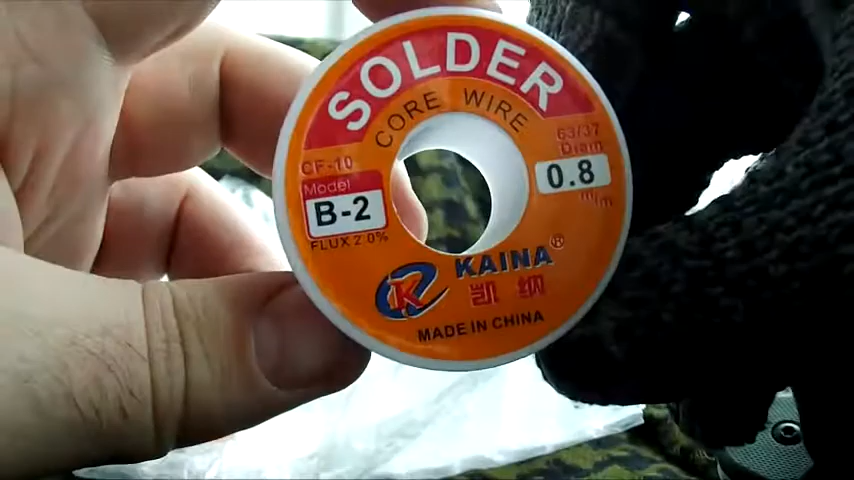 SOLDER
CORE WIRE
CF-10
Model
B-2
FLUX 2.0%
63/37
Diam
0.8
m/m
KAINA®
凯纳
MADE IN CHINA